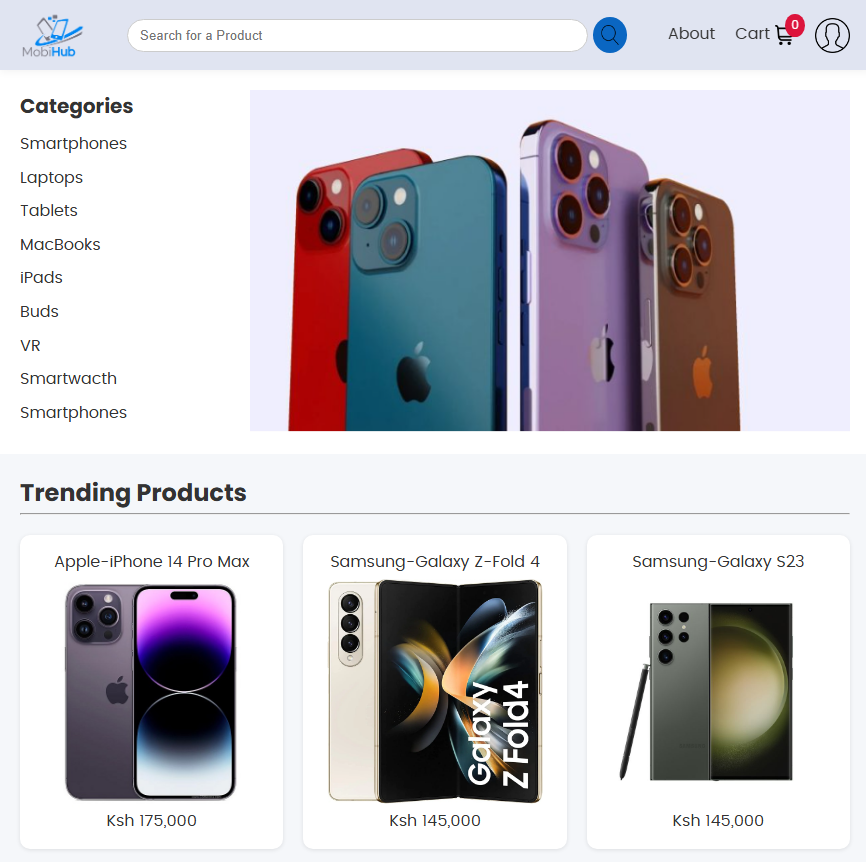 MobiHub
Search for a Product
About
Cart
0
Categories
Smartphones
Laptops
Tablets
MacBooks
iPads
Buds
VR
Smartwacth
Smartphones
Trending Products
Apple-iPhone 14 Pro Max
Samsung-Galaxy Z-Fold 4
Samsung-Galaxy S23
Galaxy
Z Fold4
Ksh 175,000
Ksh 145,000
Ksh 145,000